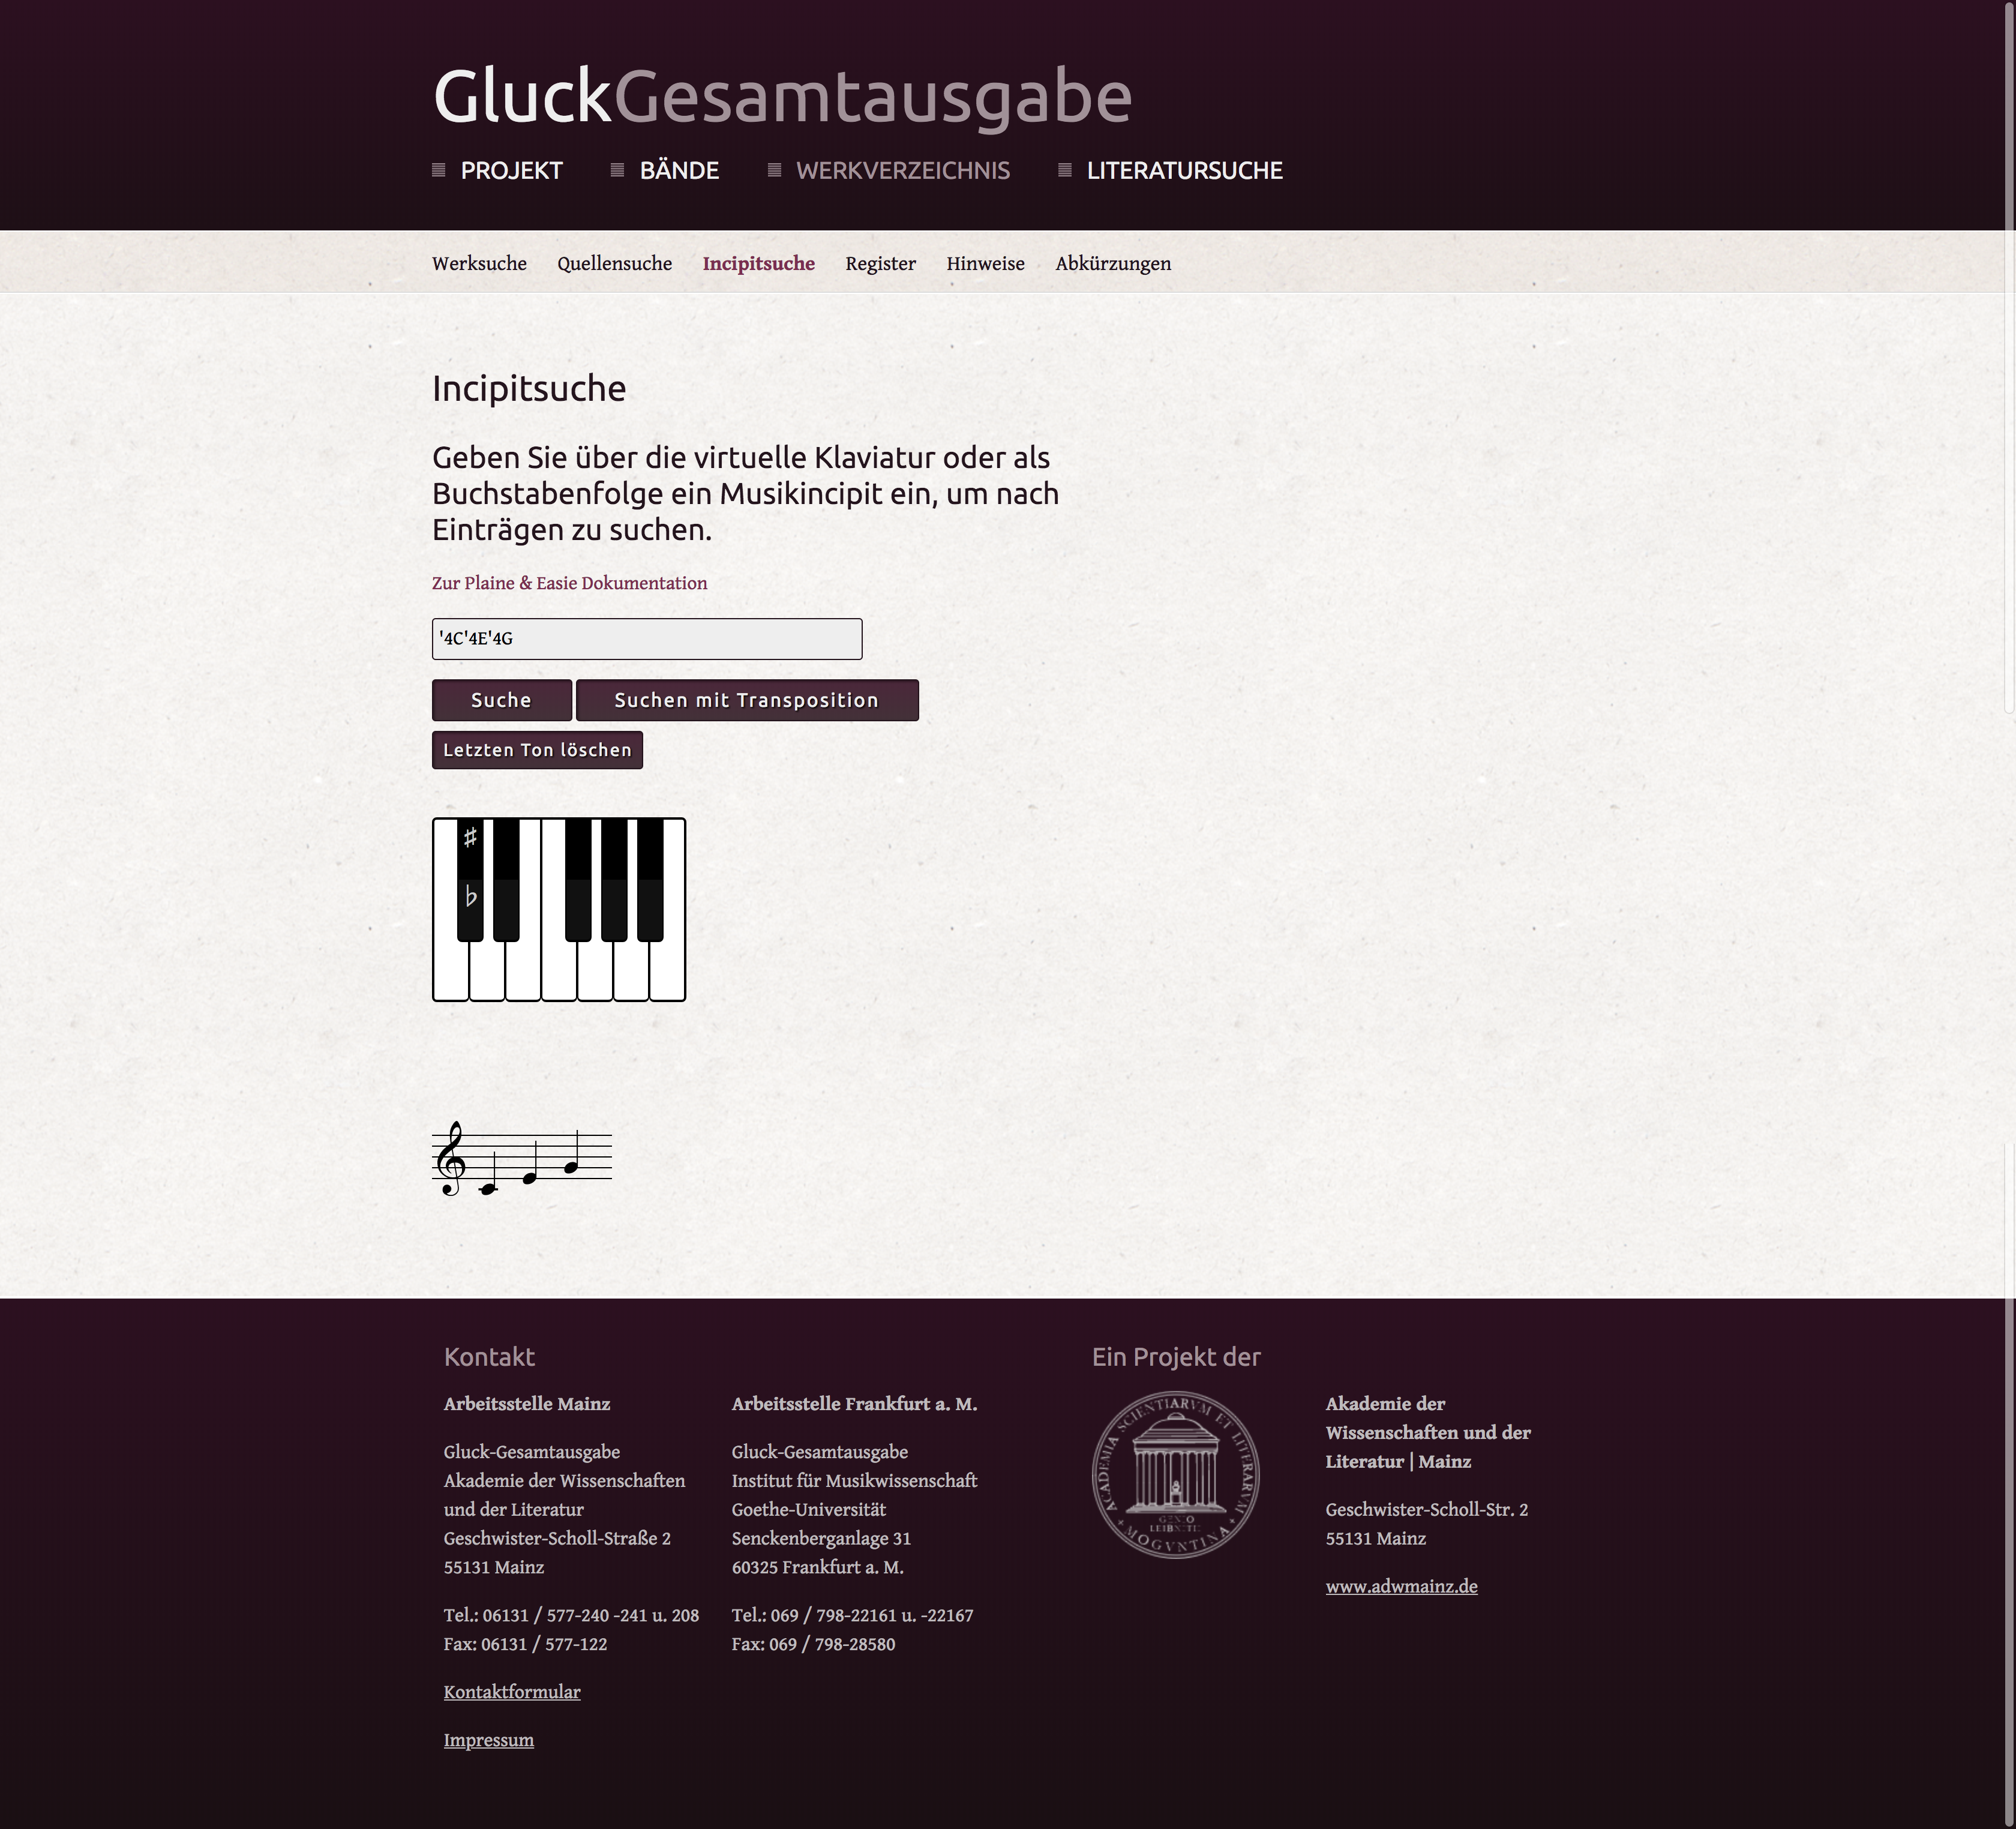 GluckGesamtausgabe
PROJEKT BÄNDE WERKVERZEICHNIS LITERATURSUCHE
Werksuche Quellensuche Incipitsuche Register Hinweise Abkürzungen
Incipitsuche
Geben Sie über die virtuelle Klaviatur oder als
Buchstabenfolge ein Musikincipit ein, um nach
Einträgen zu suchen.
Zur Plaine & Easie Dokumentation
'4C'4E'4G
Suche Suchen mit Transposition
Letzten Ton löschen
♯
♭
Kontakt
Arbeitsstelle Mainz
Gluck-Gesamtausgabe
Akademie der Wissenschaften
und der Literatur
Geschwister-Scholl-Straße 2
55131 Mainz
Tel.: 06131 / 577-240 -241 u. 208
Fax: 06131 / 577-122
Kontaktformular
Impressum
Arbeitsstelle Frankfurt a. M.
Gluck-Gesamtausgabe
Institut für Musikwissenschaft
Goethe-Universität
Senckenberganlage 31
60325 Frankfurt a. M.
Tel.: 069 / 798-22161 u. -22167
Fax: 069 / 798-28580
Ein Projekt der
ACADEMIA SCIENTIARVM ET LITERARVM
MOGVNTINA
Akademie der
Wissenschaften und der
Literatur | Mainz
Geschwister-Scholl-Str. 2
55131 Mainz
www.adwmainz.de